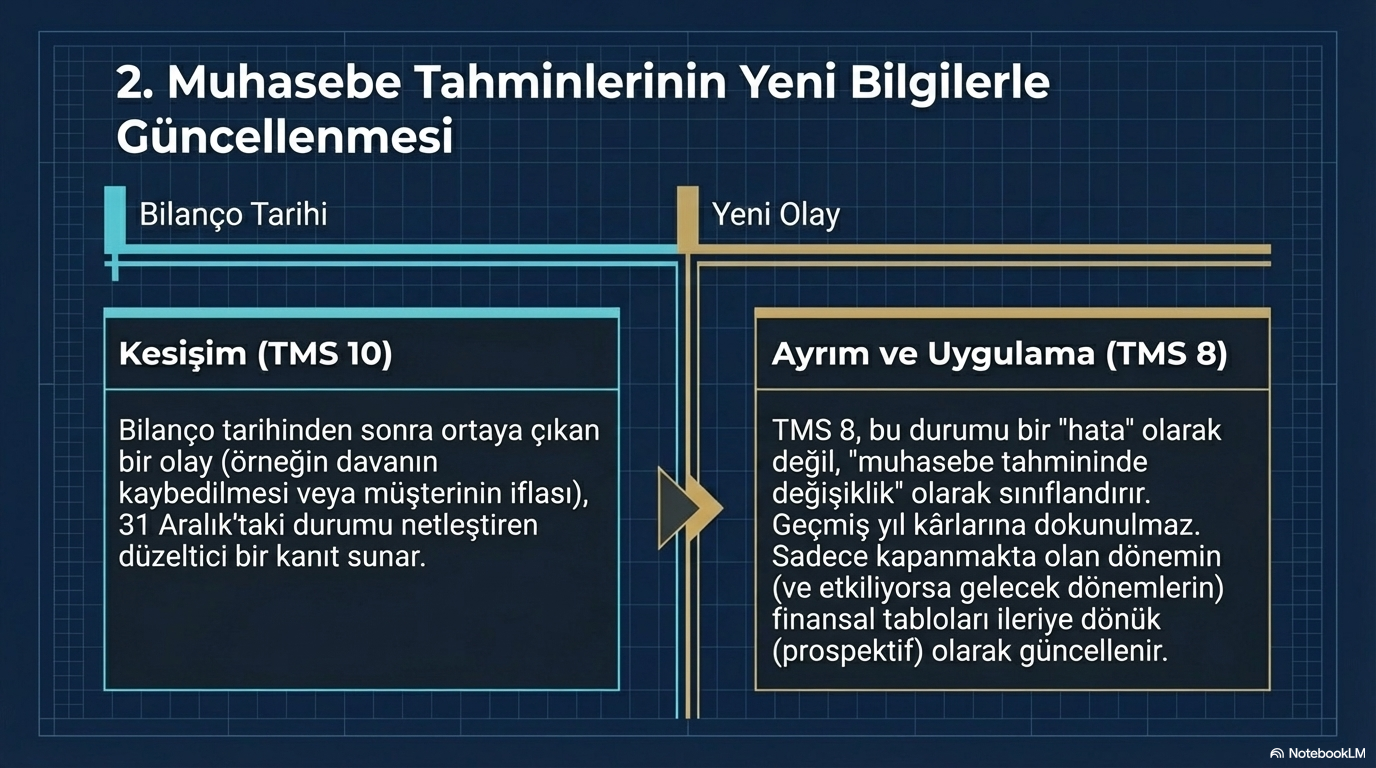 2. Muhasebe Tahminlerinin Yeni Bilgilerle
Güncellenmesi
Bilanço Tarihi
Yeni Olay
Kesişim (TMS 10)
Bilanço tarihinden sonra ortaya çıkan
bir olay (örneğin davanın
kaybedilmesi veya müşterinin iflası),
31 Aralık'taki durumu netleştiren
düzeltici bir kanıt sunar.
Ayrım ve Uygulama (TMS 8)
TMS 8, bu durumu bir "hata" olarak
değil, "muhasebe tahmininde
değişiklik" olarak sınıflandırır.
Geçmiş yıl kârlarına dokunulmaz.
Sadece kapanmakta olan dönemin
(ve etkiliyorsa gelecek dönemlerin)
finansal tabloları ileriye dönük
(prospektif) olarak güncellenir.
NotebookLM